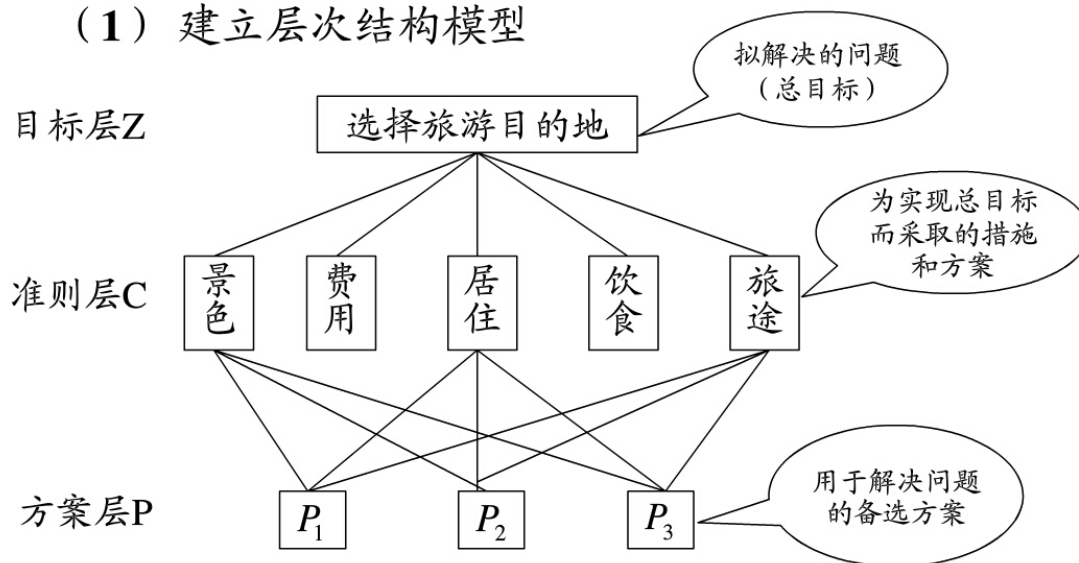 （1）建立层次结构模型
拟解决的问题
（总目标）
目标层Z
选择旅游目的地
为实现总目标
而采取的措施
和方案
准则层C
景色
费用
居住
饮食
旅途
用于解决问题
的备选方案
方案层P
P₁
P₂
P₃